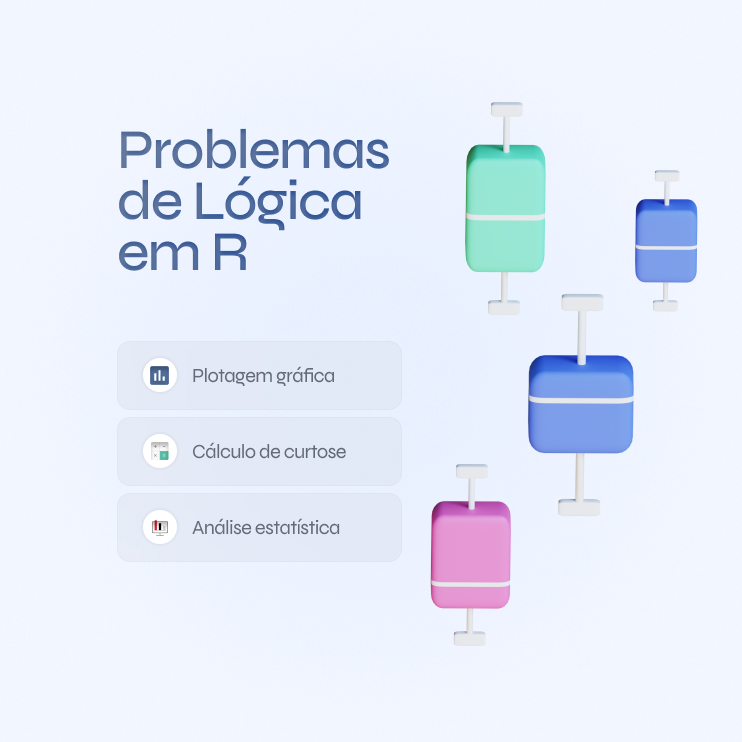 Problemas
de Lógica
em R
Plotagem gráfica
Cálculo de curtose
Análise estatística